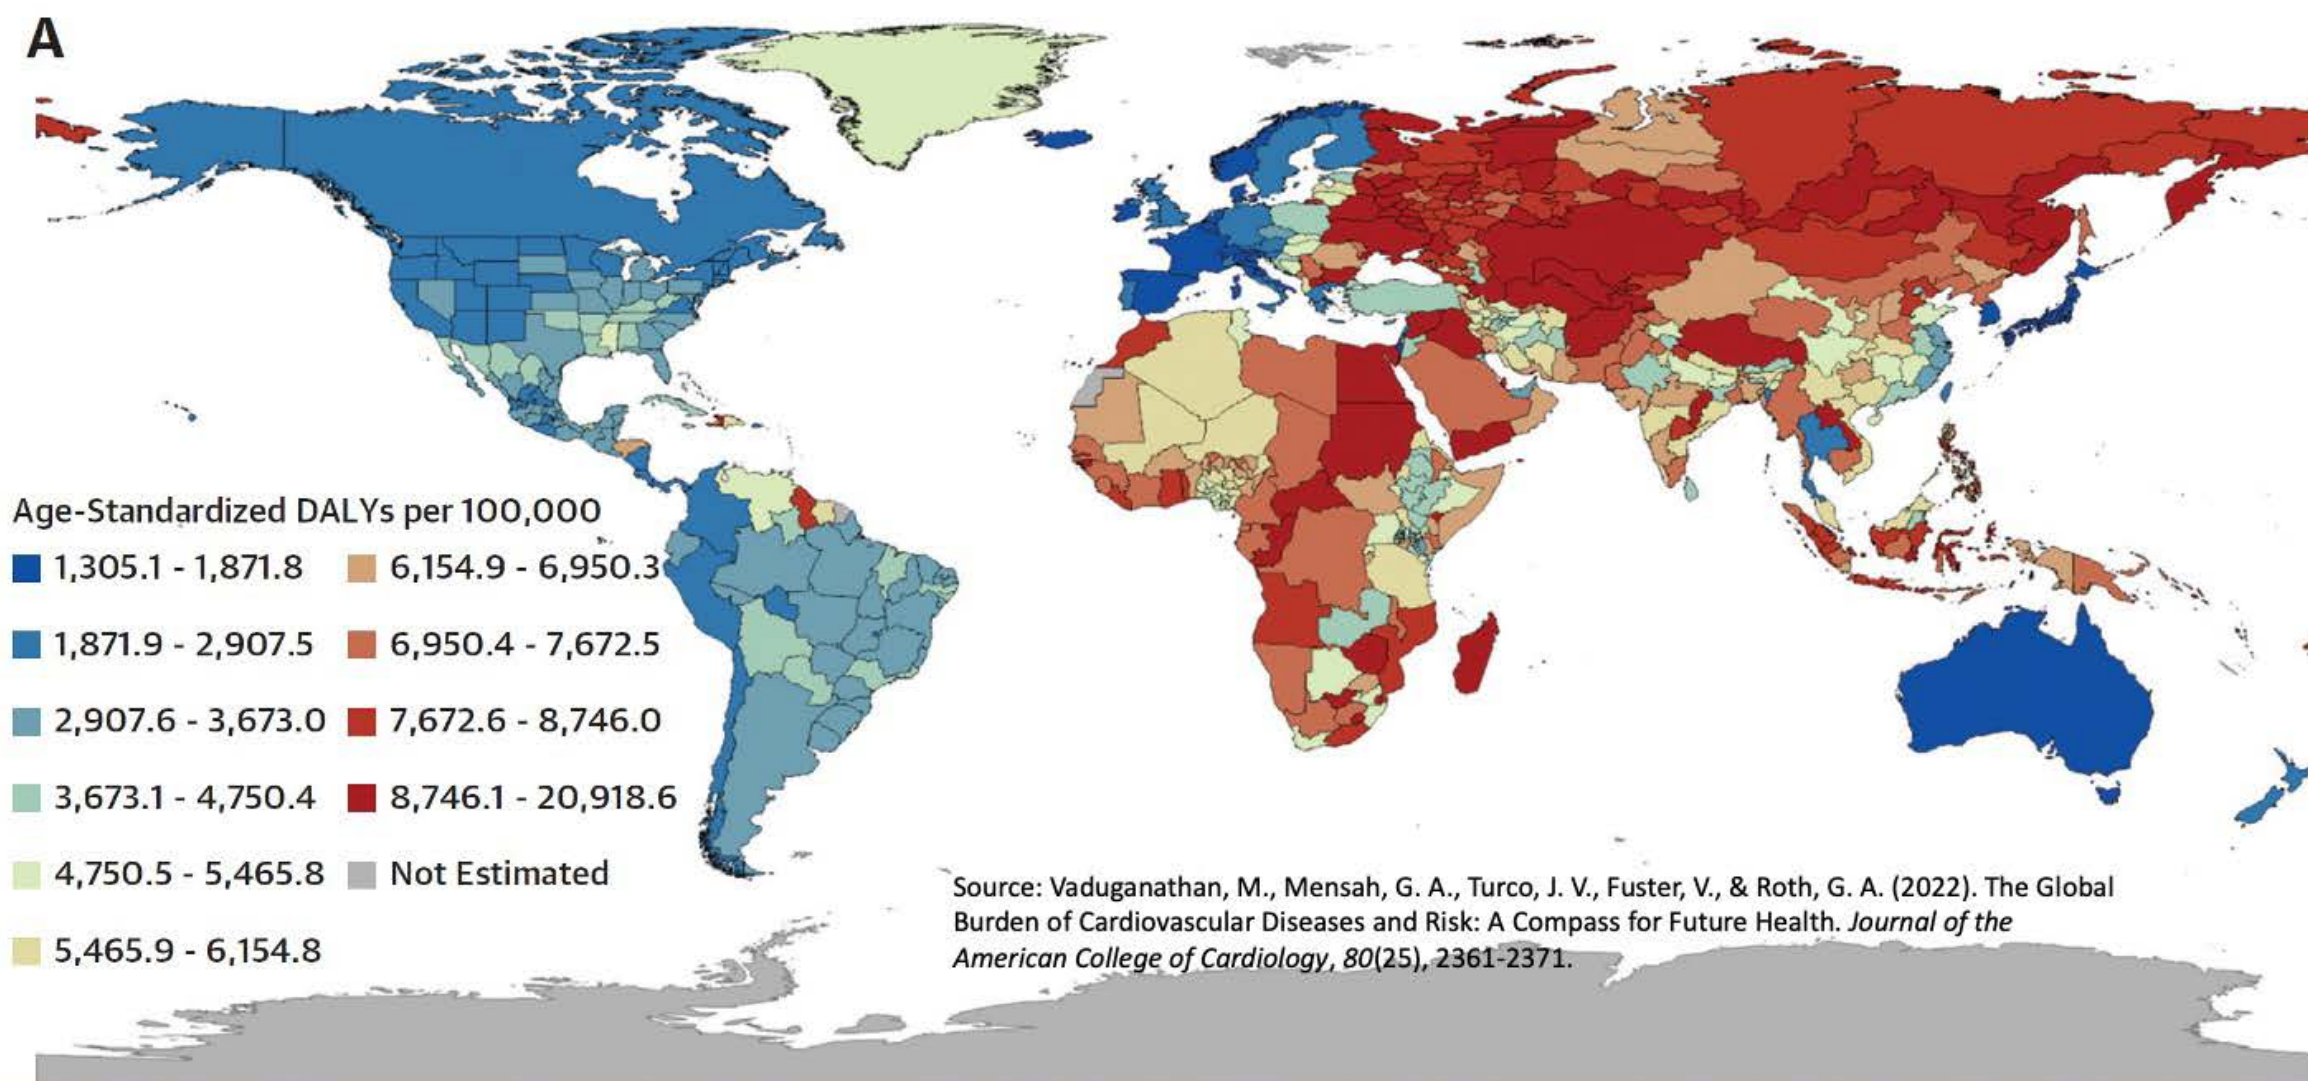 A
Age-Standardized DALYs per 100,000
1,305.1 - 1,871.8
1,871.9 - 2,907.5
2,907.6 - 3,673.0
3,673.1 - 4,750.4
4,750.5 - 5,465.8
5,465.9 - 6,154.8
6,154.9 - 6,950.3
6,950.4 - 7,672.5
7,672.6 - 8,746.0
8,746.1 - 20,918.6
Not Estimated
Source: Vaduganathan, M., Mensah, G. A., Turco, J. V., Fuster, V., & Roth, G. A. (2022). The Global
Burden of Cardiovascular Diseases and Risk: A Compass for Future Health. Journal of the
American College of Cardiology, 80(25), 2361-2371.